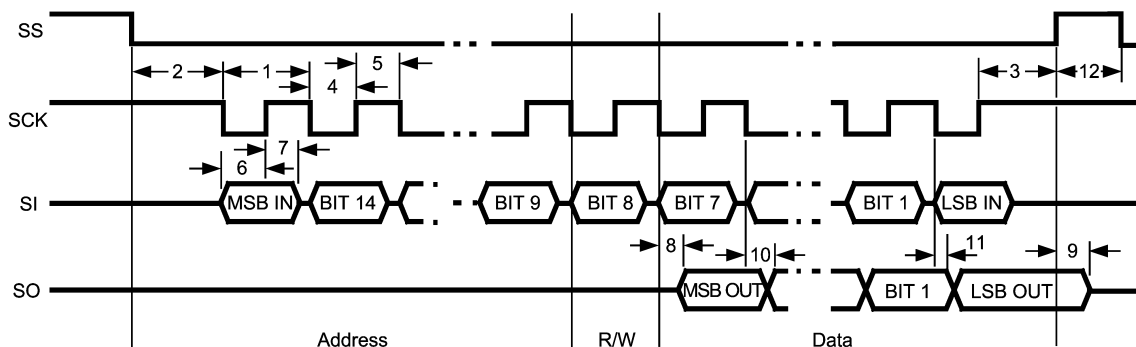 SS
2 1 5 4 3 12
SCK
6 7
SI MSB IN BIT 14 BIT 9 BIT 8 BIT 7 BIT 1 LSB IN
8 10 11 9
SO MSB OUT BIT 1 LSB OUT
Address R/W Data